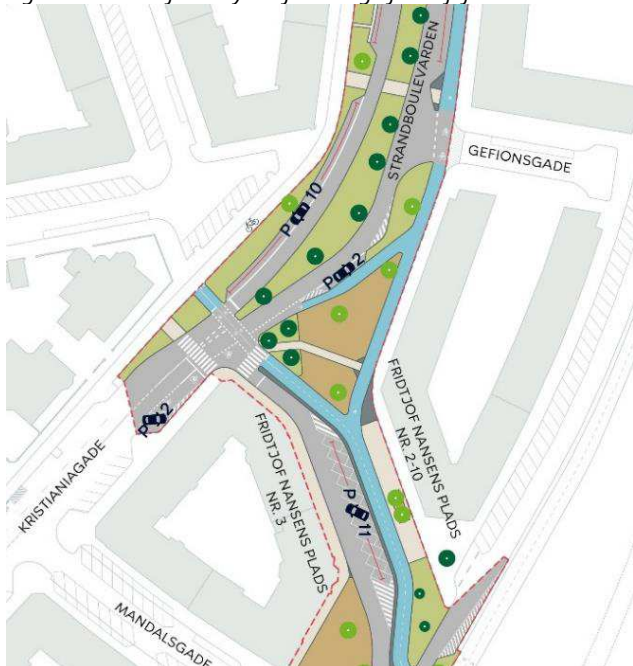 STRANDBOULEVARDEN
GEFIONSGADE
P 10
P 2
P 2
KRISTIANIAGADE
FRIDTJOF NANSENS PLADS
NR. 3
FRIDTJOF NANSENS PLADS
NR. 2-10
P 11
MANDALSGADE